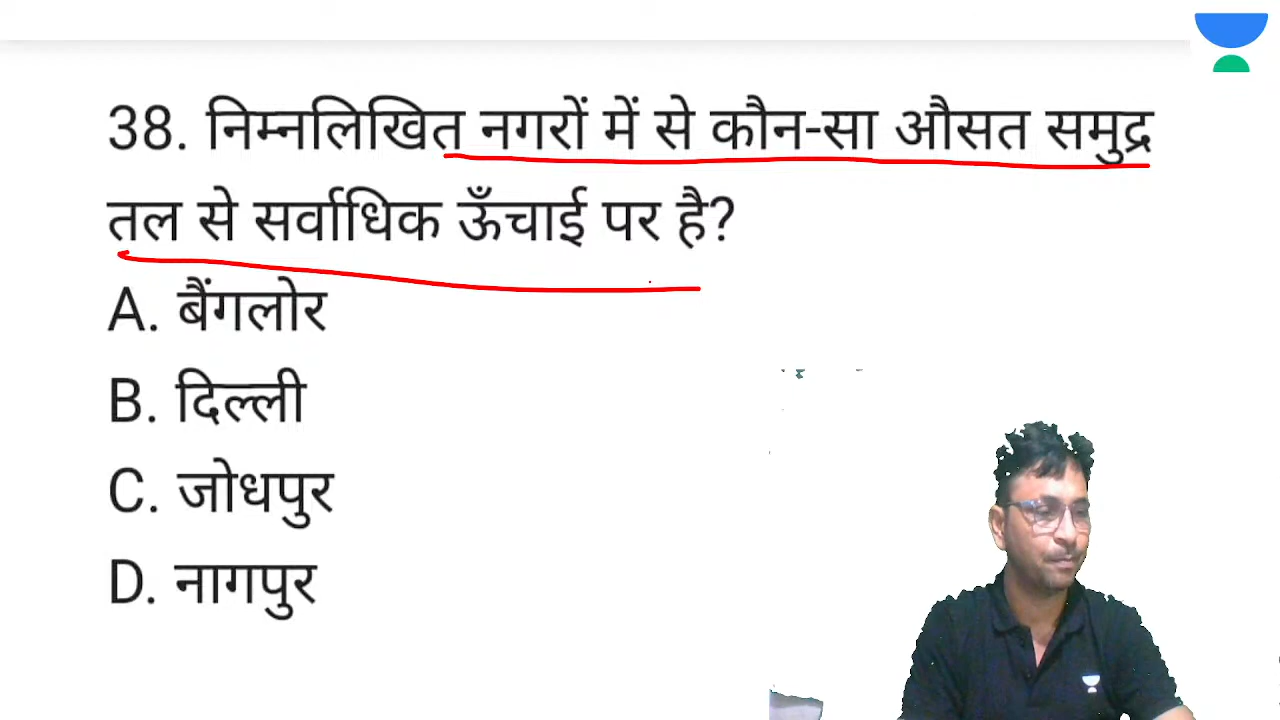 38. निम्नलिखित नगरों में से कौन-सा औसत समुद्र
तल से सर्वाधिक ऊँचाई पर है?
A. बैंगलोर
B. दिल्ली
C. जोधपुर
D. नागपुर